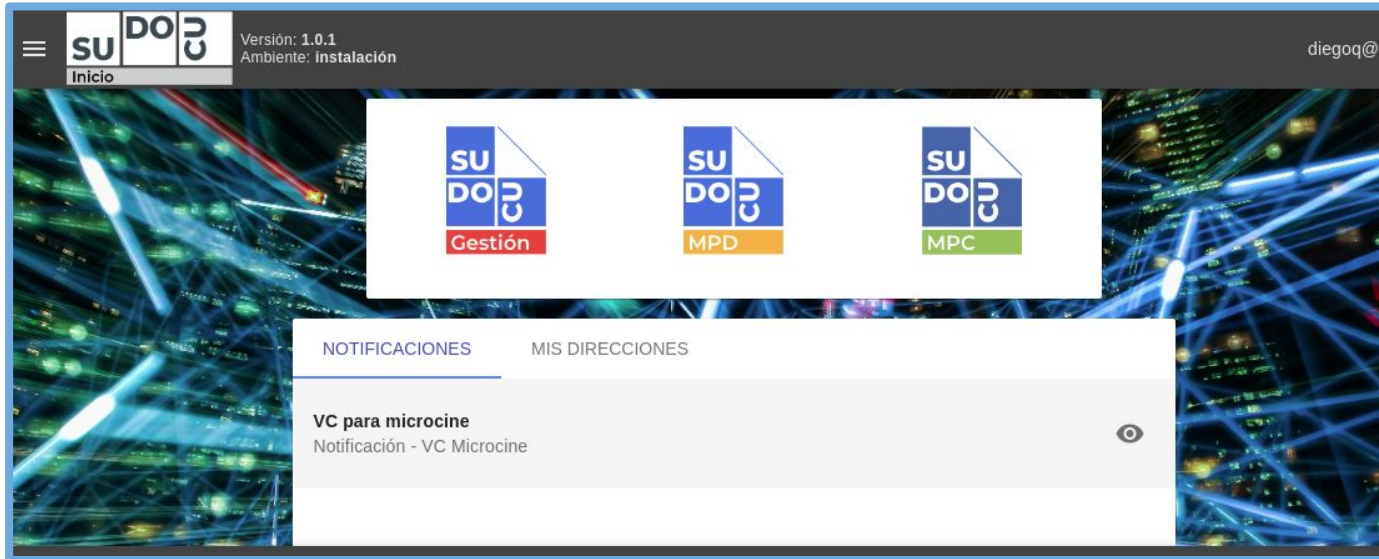 SU DO CU
Inicio
Versión: 1.0.1
Ambiente: instalación
diegoq@
SU
DO CU
Gestión
SU
DO CU
MPD
SU
DO CU
MPC
NOTIFICACIONES MIS DIRECCIONES
VC para microcine
Notificación - VC Microcine